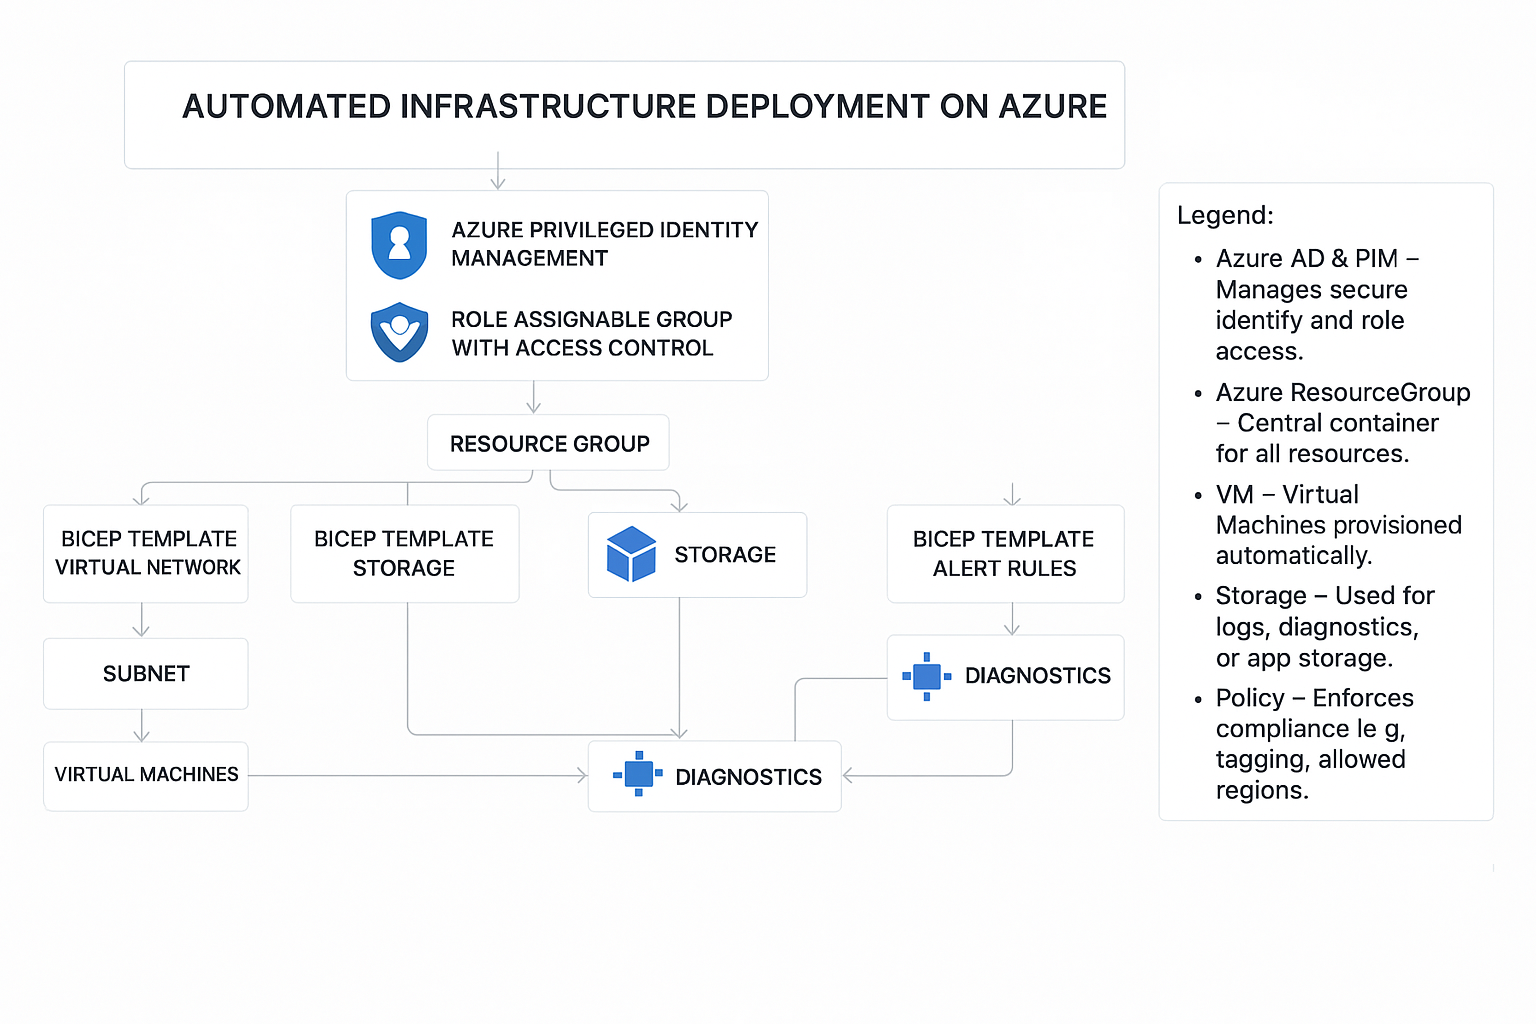 AUTOMATED INFRASTRUCTURE DEPLOYMENT ON AZURE
AZURE PRIVILEGED IDENTITY
MANAGEMENT
ROLE ASSIGNABLE GROUP
WITH ACCESS CONTROL
RESOURCE GROUP
BICEP TEMPLATE
VIRTUAL NETWORK
BICEP TEMPLATE
STORAGE
STORAGE
BICEP TEMPLATE
ALERT RULES
SUBNET
DIAGNOSTICS
VIRTUAL MACHINES
DIAGNOSTICS
Legend:
• Azure AD & PIM –
Manages secure
identify and role
access.
• Azure ResourceGroup
– Central container
for all resources.
• VM – Virtual
Machines provisioned
automatically.
• Storage – Used for
logs, diagnostics,
or app storage.
• Policy – Enforces
compliance le g,
tagging, allowed
regions.